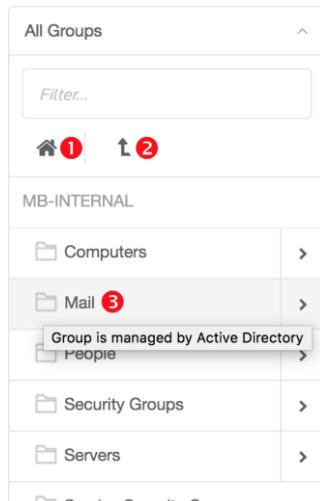 All Groups
Filter...
1 2
MB-INTERNAL
Computers
Mail 3
Group is managed by Active Directory
People
Security Groups
Servers